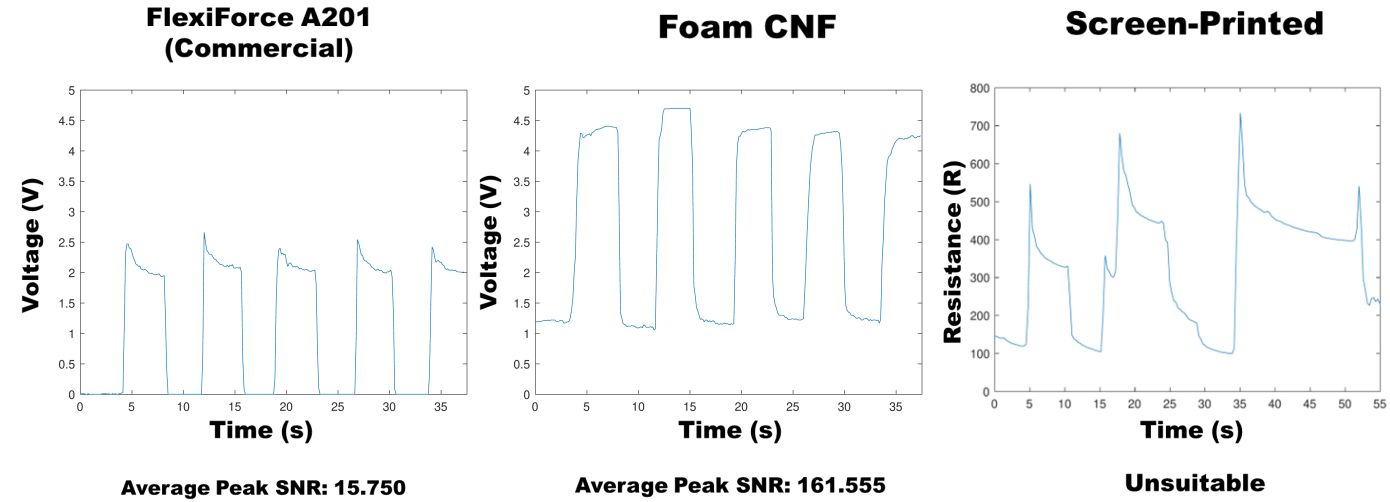 FlexiForce A201
(Commercial)
Foam CNF
Screen-Printed
Voltage (V)
5
4.5
4
3.5
3
2.5
2
1.5
1
0.5
0
0 5 10 15 20 25 30 35
Time (s)
Voltage (V)
5
4.5
4
3.5
3
2.5
2
1.5
1
0.5
0
0 5 10 15 20 25 30 35
Time (s)
Resistance (R)
800
700
600
500
400
300
200
100
0
0 5 10 15 20 25 30 35 40 45 50 55
Time (s)
Average Peak SNR: 15.750
Average Peak SNR: 161.555
Unsuitable